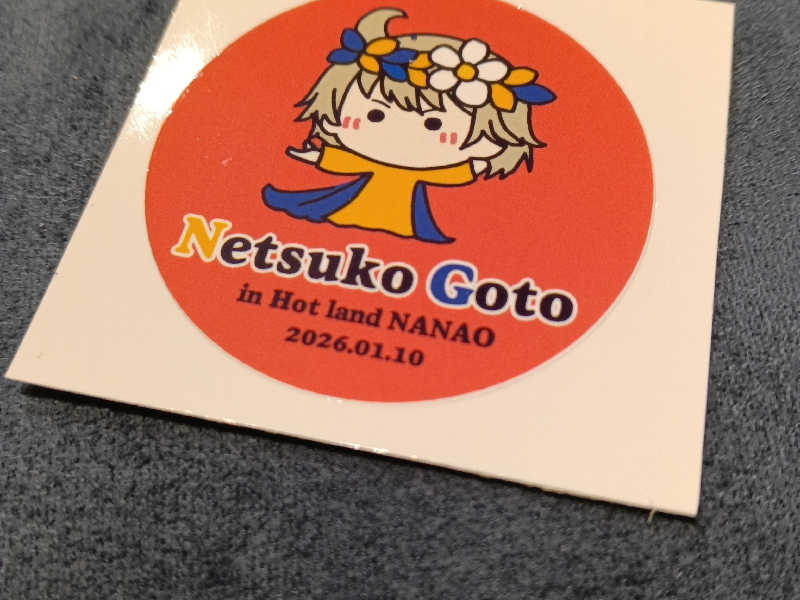 Netsuko Goto
in Hot land NANAO
2026.01.10